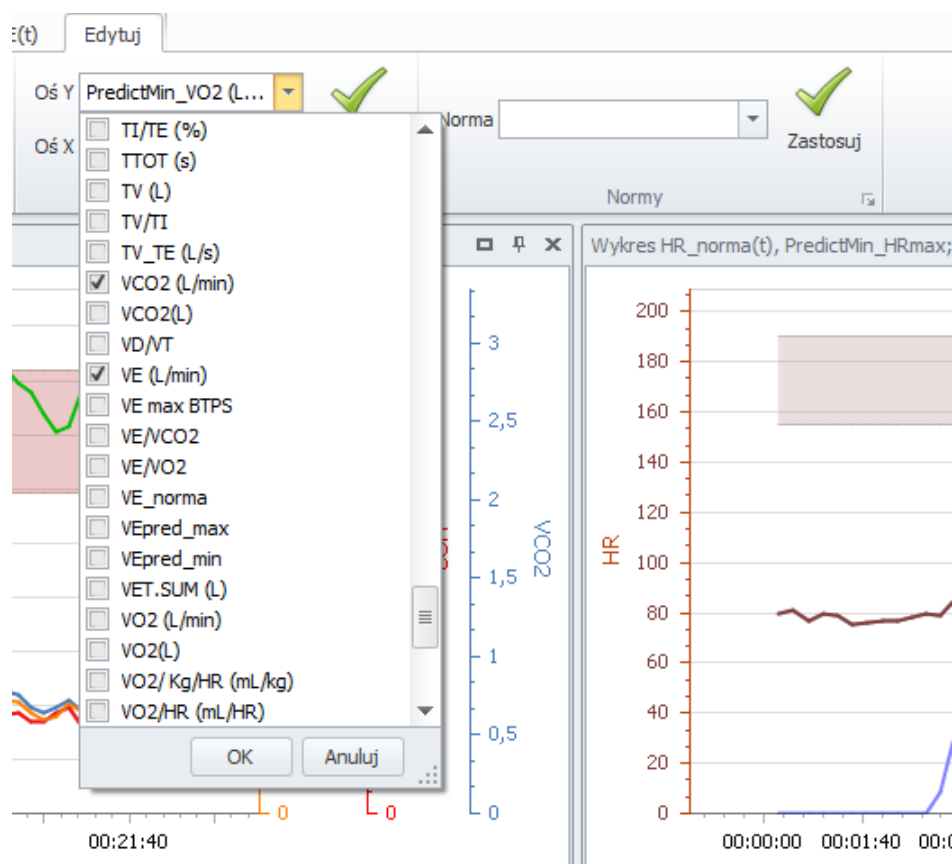 E(t)
Edytuj
Oś Y
PredictMin_VO2 (L...
Oś X
Norma
Zastosuj
Normy
TI/TE (%)
TTOT (s)
TV (L)
TV/TI
TV_TE (L/s)
VCO2 (L/min)
VCO2(L)
VD/VT
VE (L/min)
VE max BTPS
VE/VCO2
VE/VO2
VE_norma
VEpred_max
VEpred_min
VET.SUM (L)
VO2 (L/min)
VO2(L)
VO2/ Kg/HR (mL/kg)
VO2/HR (mL/HR)
OK
Anuluj
0
0
00:21:40
3
2,5
2
1,5
1
0,5
0
VCO2
Wykres HR_norma(t), PredictMin_HRmax;
200
180
160
140
120
100
80
60
40
20
0
HR
00:00:00
00:01:40